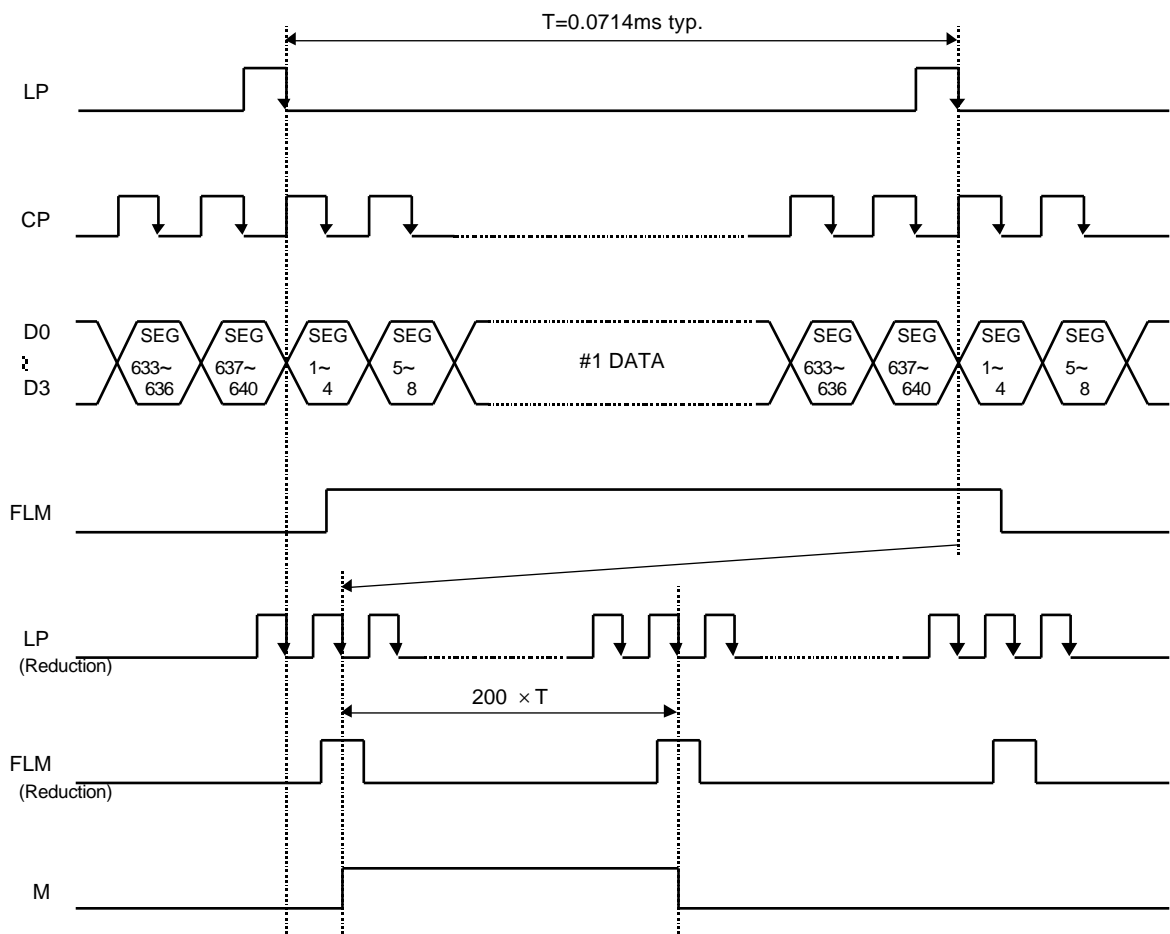 T=0.0714ms typ.
LP
CP
D0
D3
SEG 633~ 636
SEG 637~ 640
SEG 1~ 4
SEG 5~ 8
#1 DATA
SEG 633~ 636
SEG 637~ 640
SEG 1~ 4
SEG 5~ 8
FLM
LP
(Reduction)
200 × T
FLM
(Reduction)
M